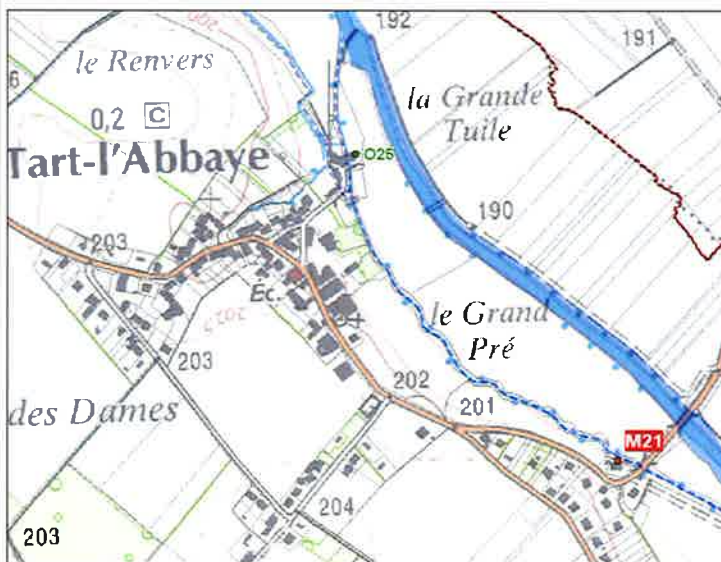 192
191
le Renvers
la Grande
Tuile
6
0,2 C
Tart-l'Abbaye
O25
190
203
Éc.
le Grand
Pré
203
202
201
des Dames
M21
204
203